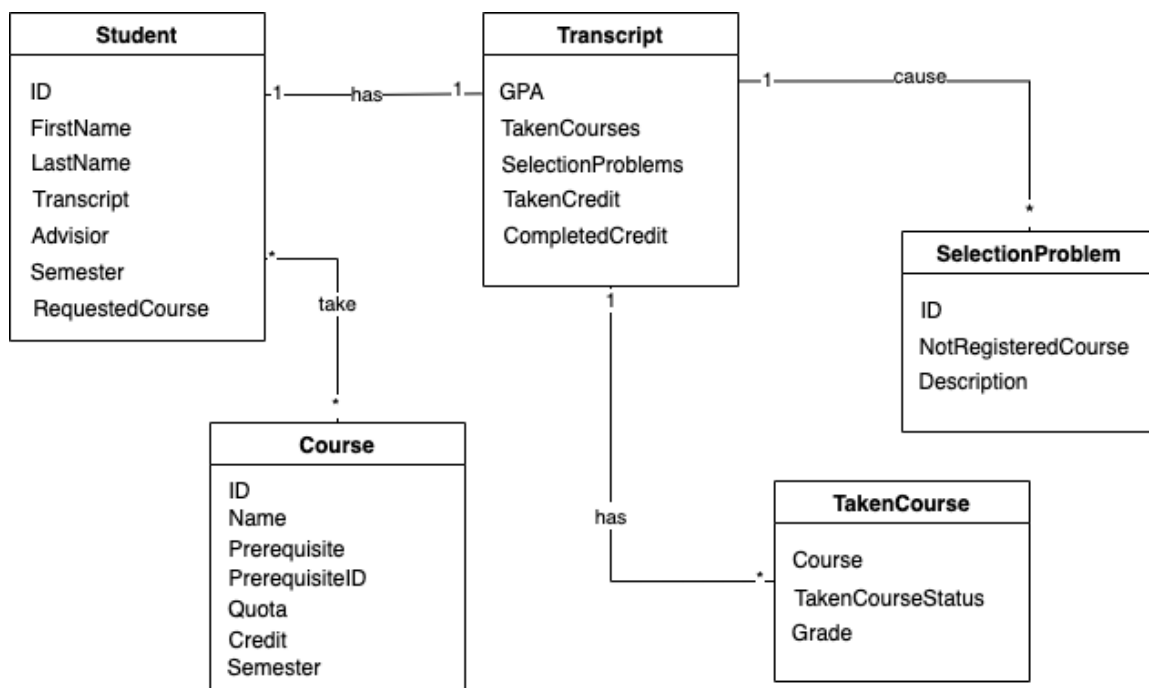 Student
ID
FirstName
LastName
Transcript
Advisior
Semester
RequestedCourse
1
has
1
Transcript
GPA
TakenCourses
SelectionProblems
TakenCredit
CompletedCredit
1
cause
*
SelectionProblem
ID
NotRegisteredCourse
Description
*
take
*
Course
ID
Name
Prerequisite
PrerequisiteID
Quota
Credit
Semester
1
has
*
TakenCourse
Course
TakenCourseStatus
Grade